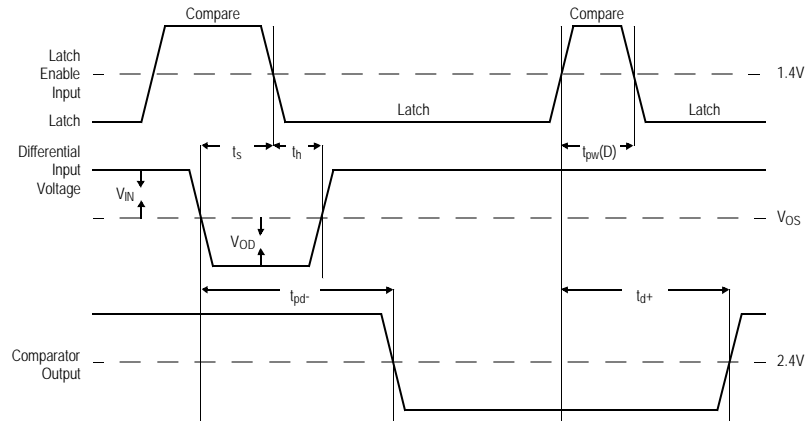 Compare
Compare
Latch
Enable
Input
1.4V
Latch
Latch
Latch
Differential
Input
Voltage
ts
th
tpw(D)
VIN
VOS
VOD
tpd-
td+
Comparator
Output
2.4V